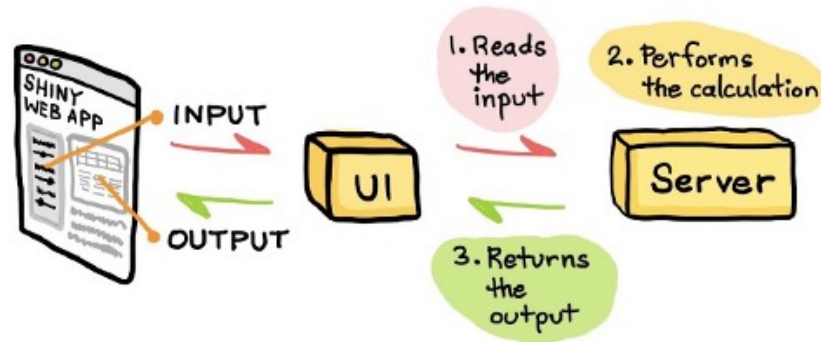 SHINY
WEB APP
INPUT
OUTPUT
UI
1. Reads
the
input
2. Performs
the calculation
Server
3. Returns
the
output